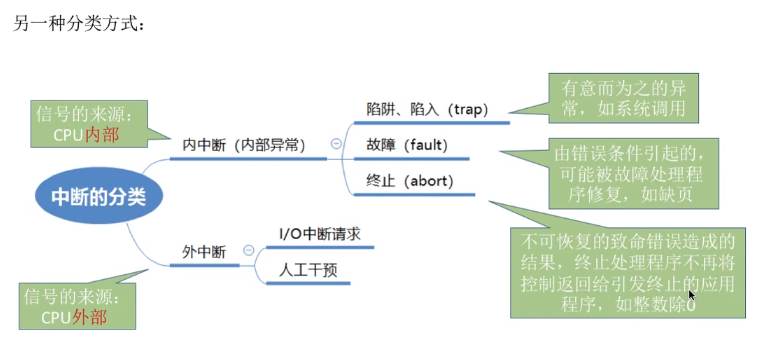 另一种分类方式：
有意而为之的异
常，如系统调用
信号的来源：
CPU内部
陷阱、陷入（trap）
内中断（内部异常）
故障（fault）
由错误条件引起的，
可能被故障处理程
序修复，如缺页
终止（abort）
中断的分类
I/O中断请求
外中断
人工干预
不可恢复的致命错误造成的
结果，终止处理程序不再将
控制返回给引发终止的应用
程序，如整数除0
信号的来源：
CPU外部